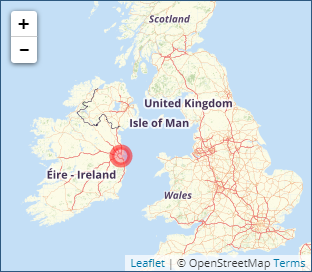 +
Scotland
−
United Kingdom
Isle of Man
Éire - Ireland
Wales
Leaflet | © OpenStreetMap Terms